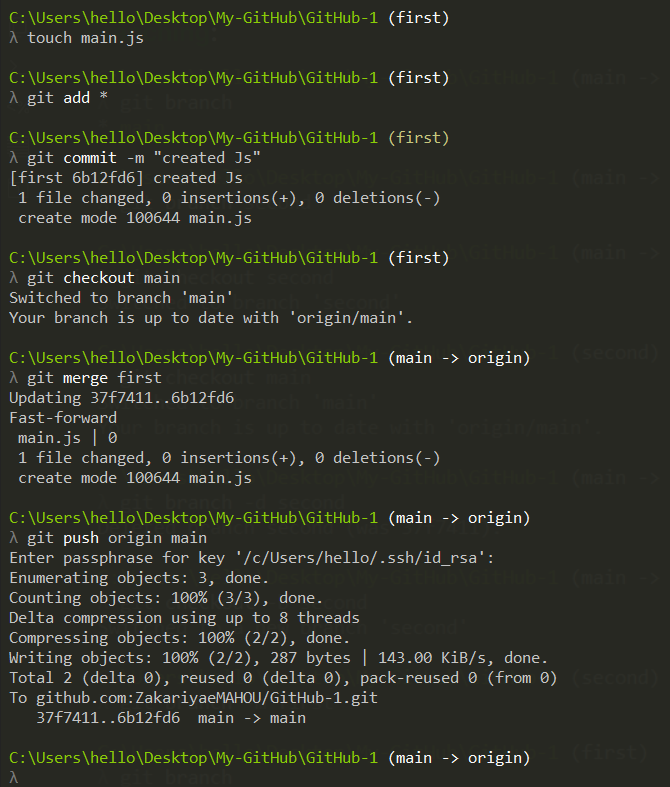 C:\Users\hello\Desktop\My-GitHub\GitHub-1 (first)
λ touch main.js
C:\Users\hello\Desktop\My-GitHub\GitHub-1 (first)
λ git add *
C:\Users\hello\Desktop\My-GitHub\GitHub-1 (first)
λ git commit -m "created Js"
[first 6b12fd6] created Js
 1 file changed, 0 insertions(+), 0 deletions(-)
 create mode 100644 main.js
C:\Users\hello\Desktop\My-GitHub\GitHub-1 (first)
λ git checkout main
Switched to branch 'main'
Your branch is up to date with 'origin/main'.
C:\Users\hello\Desktop\My-GitHub\GitHub-1 (main -> origin)
λ git merge first
Updating 37f7411..6b12fd6
Fast-forward
 main.js | 0
 1 file changed, 0 insertions(+), 0 deletions(-)
 create mode 100644 main.js
C:\Users\hello\Desktop\My-GitHub\GitHub-1 (main -> origin)
λ git push origin main
Enter passphrase for key '/c/Users/hello/.ssh/id_rsa':
Enumerating objects: 3, done.
Counting objects: 100% (3/3), done.
Delta compression using up to 8 threads
Compressing objects: 100% (2/2), done.
Writing objects: 100% (2/2), 287 bytes | 143.00 KiB/s, done.
Total 2 (delta 0), reused 0 (delta 0), pack-reused 0 (from 0)
To github.com:ZakariyaeMAHOU/GitHub-1.git
   37f7411..6b12fd6  main -> main
C:\Users\hello\Desktop\My-GitHub\GitHub-1 (main -> origin)
λ